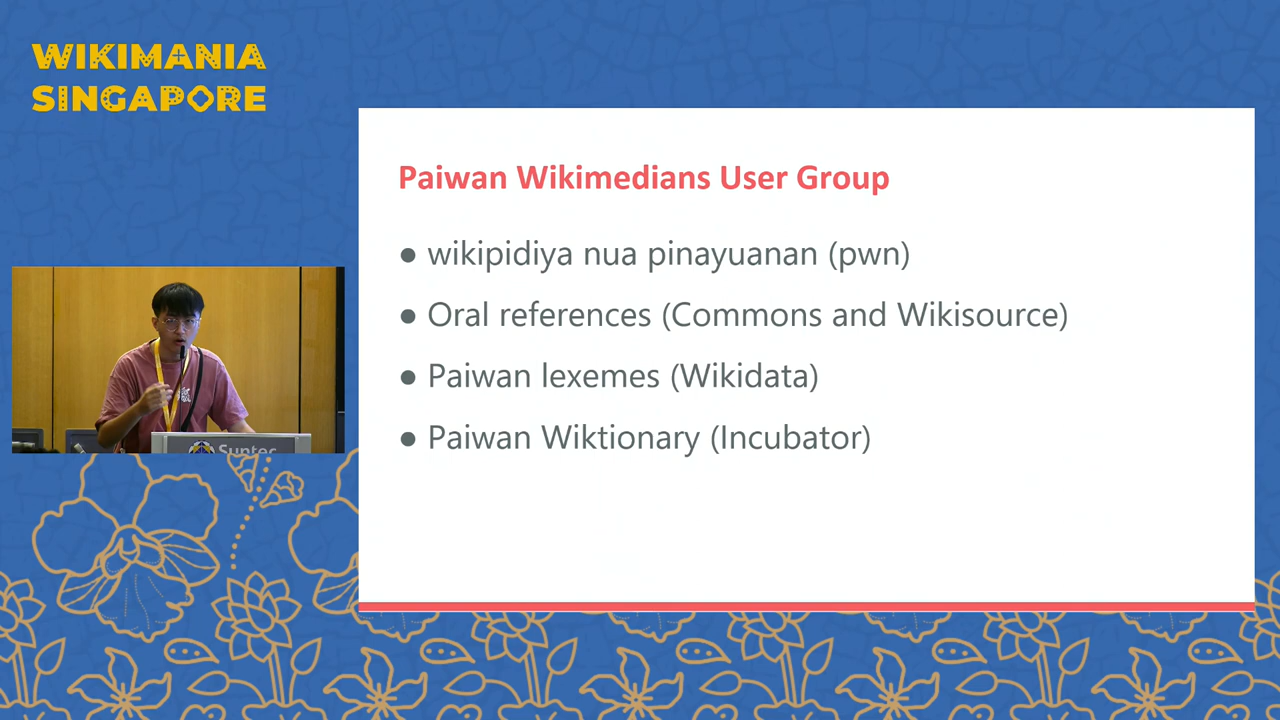 WIKIMANIA
SINGAPORE
Paiwan Wikimedians User Group
● wikipidiya nua pinayuanan (pwn)
● Oral references (Commons and Wikisource)
● Paiwan lexemes (Wikidata)
● Paiwan Wiktionary (Incubator)
Suntec